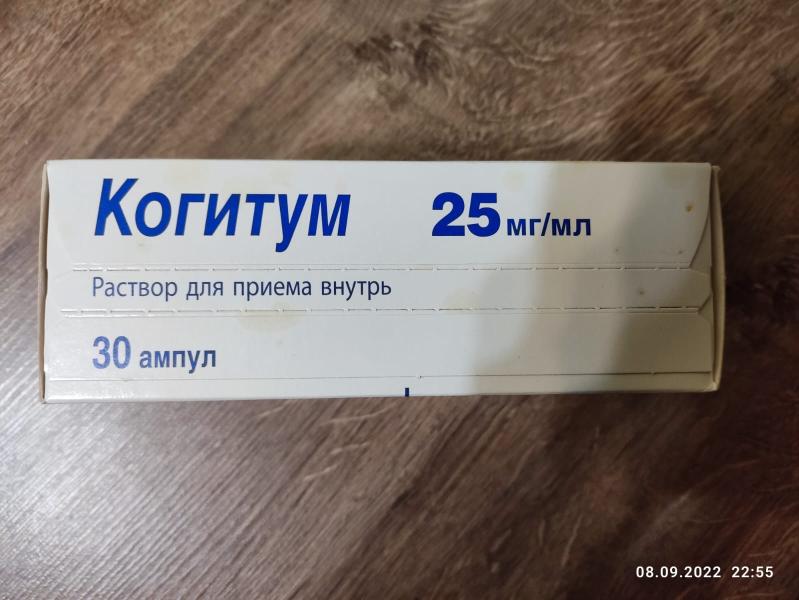 Когитум 25 мг/мл
Раствор для приема внутрь
30 ампул
08.09.2022 22:55